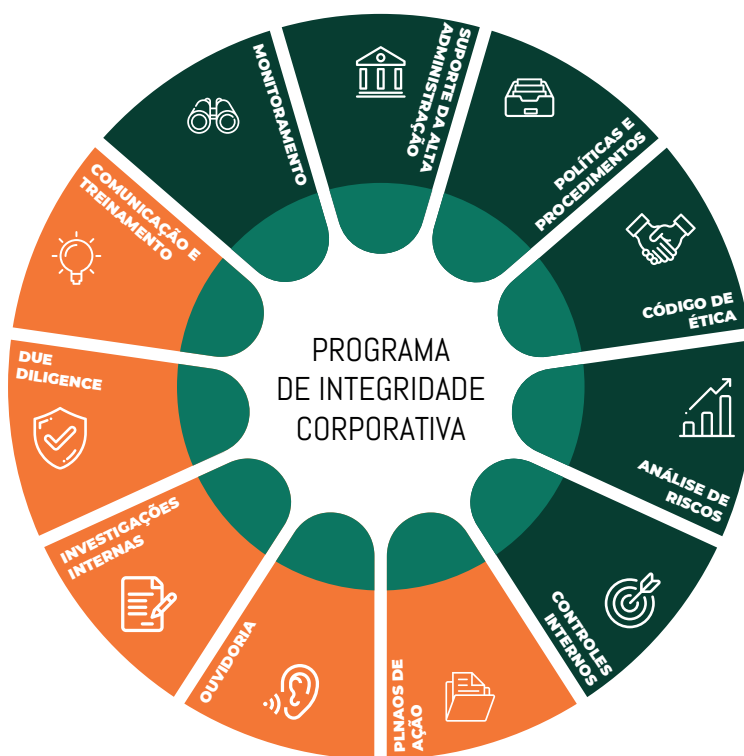 PROGRAMA
DE INTEGRIDADE
CORPORATIVA
SUPORTE DA ALTA
ADMINISTRAÇÃO
POLÍTICAS E
PROCEDIMENTOS
CÓDIGO DE
ÉTICA
ANÁLISE DE
RISCOS
CONTROLES
INTERNOS
PLNAOS DE
AÇÃO
OUVIDORIA
INVESTIGAÇÕES
INTERNAS
DUE
DILIGENCE
COMUNICAÇÃO E
TREINAMENTO
MONITORAMENTO